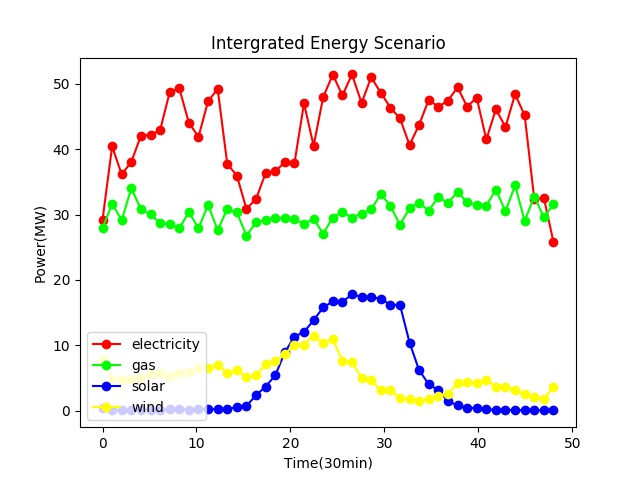 Intergrated Energy Scenario
Power(MW)
50
40
30
20
10
0
electricity
gas
solar
wind
0 10 20 30 40 50
Time(30min)